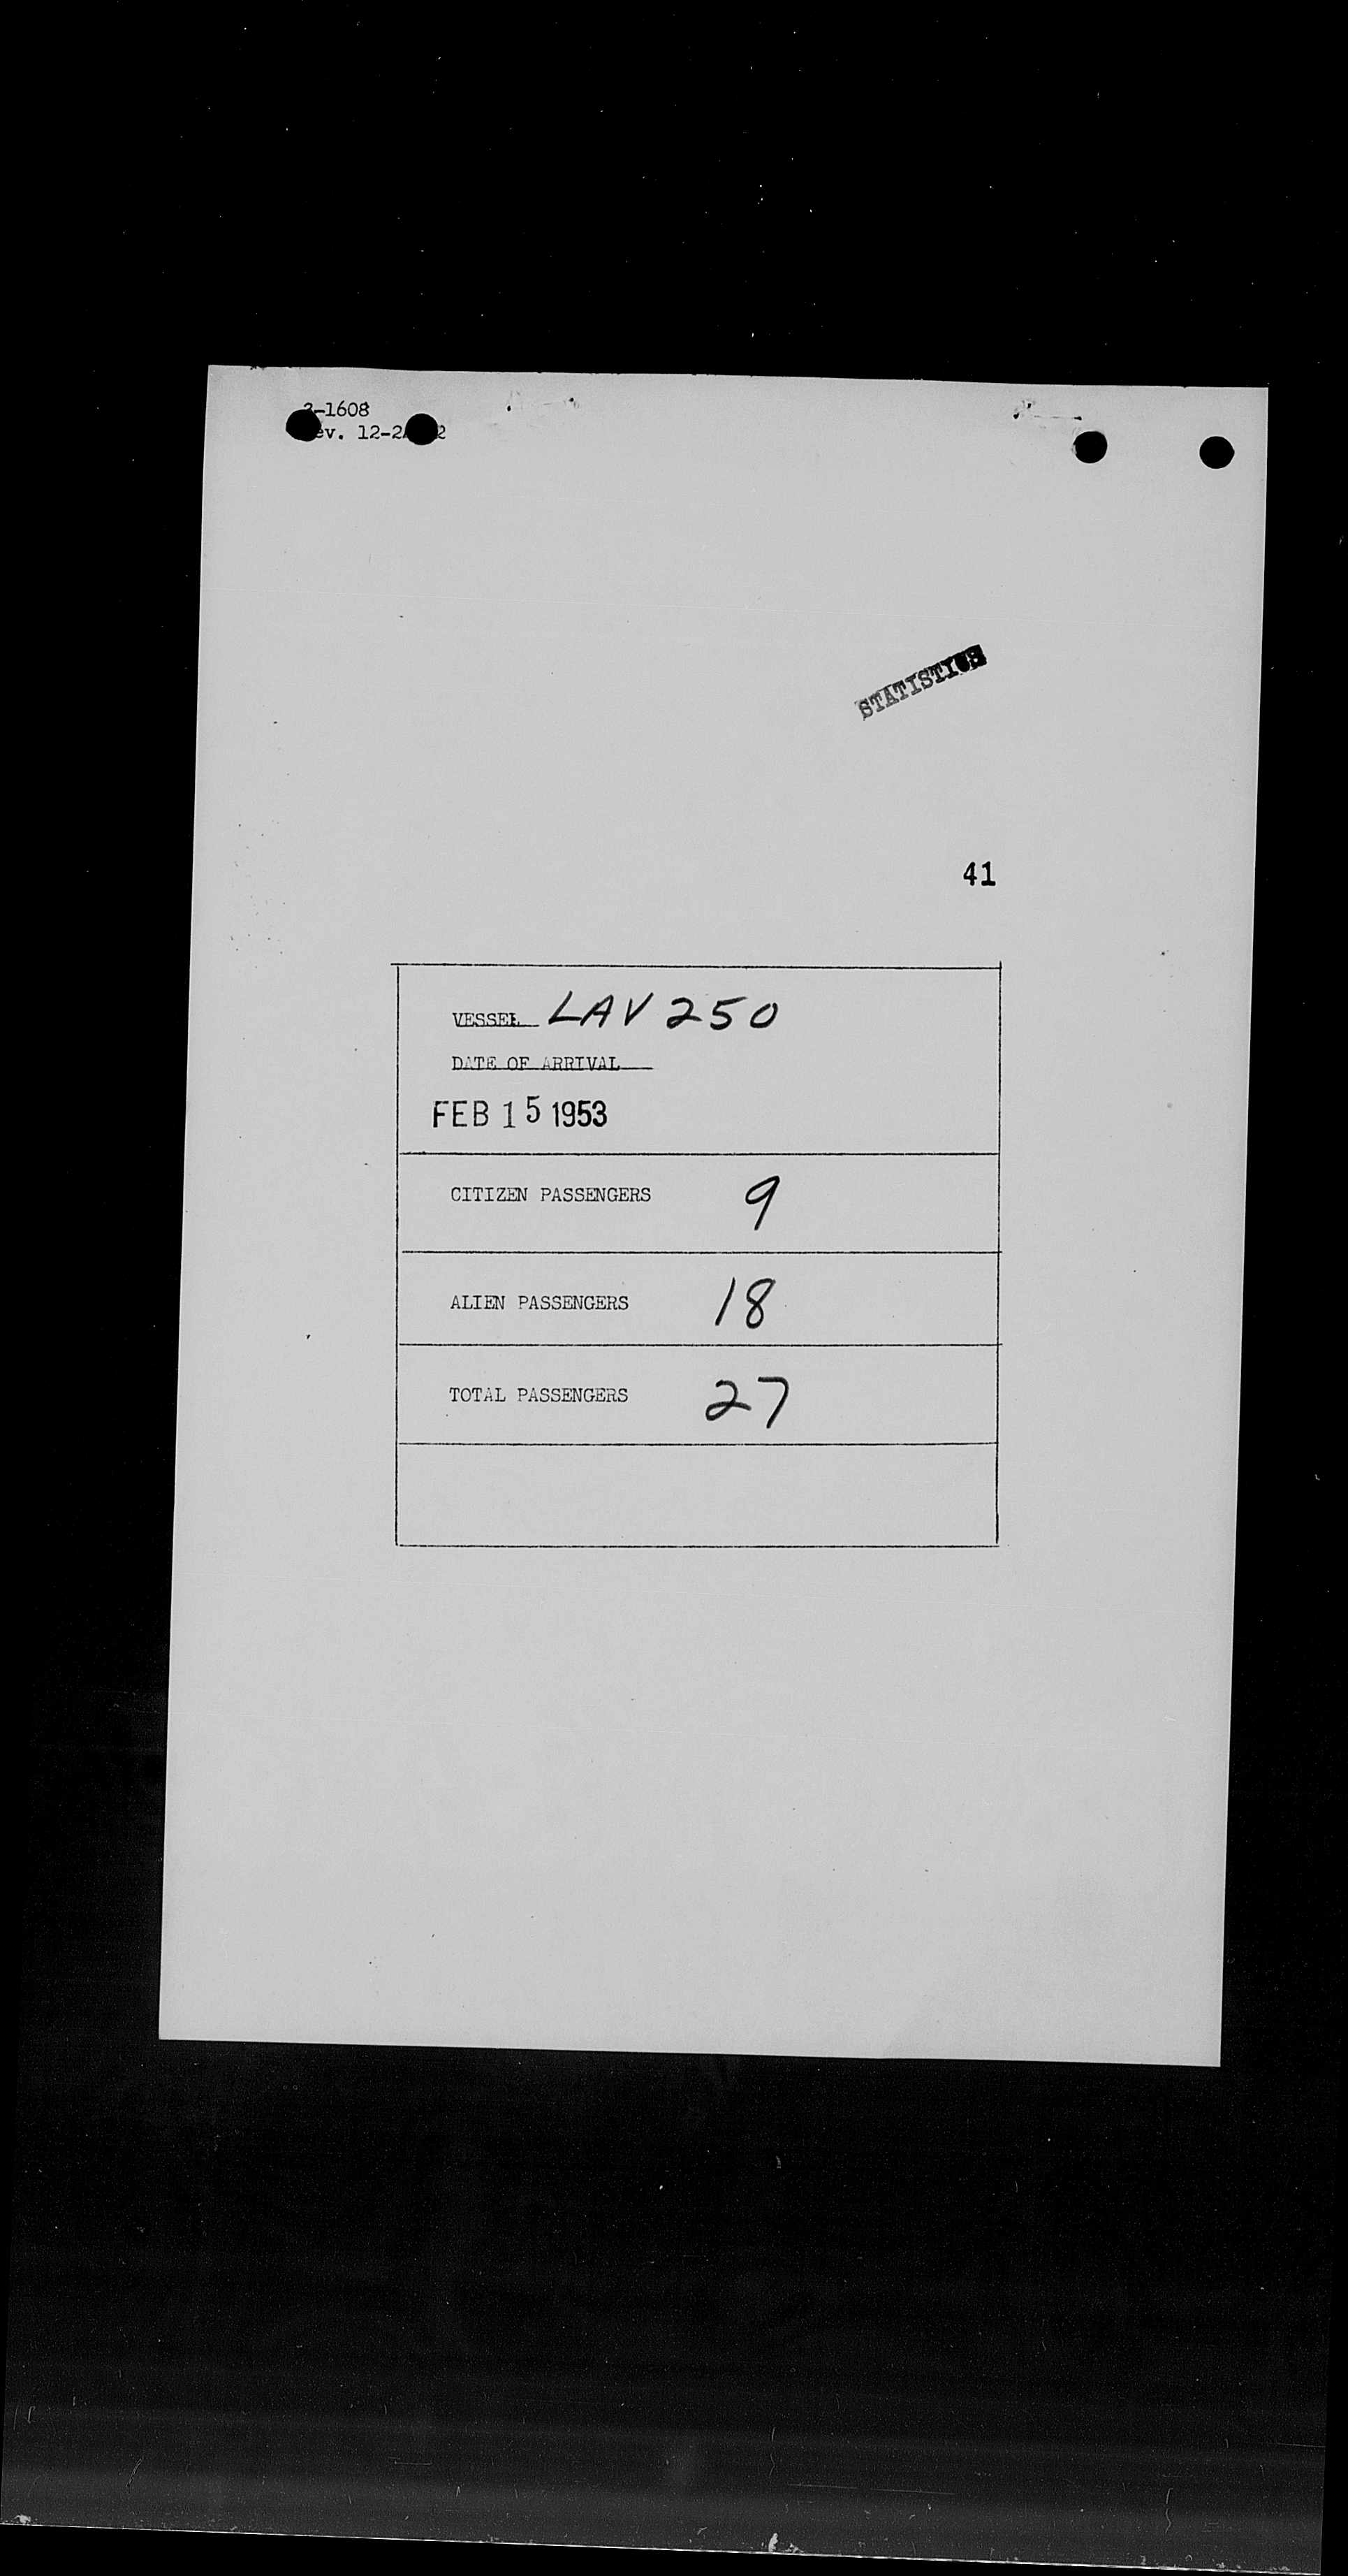 -1608
ev. 12-2
STATISTICS
41
VESSEL LAV 250
DATE OF ARRIVAL
FEB 15 1953
CITIZEN PASSENGERS 9
ALIEN PASSENGERS 18
TOTAL PASSENGERS 27